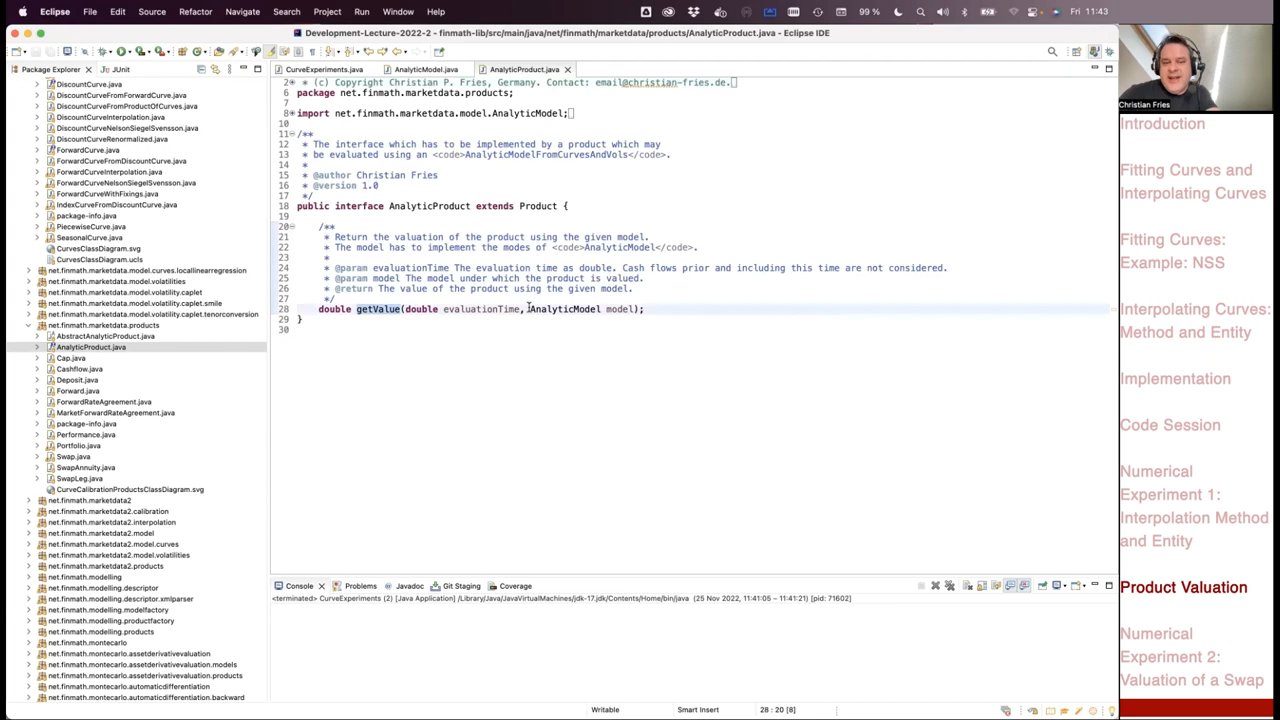 Eclipse File Edit Source Refactor Navigate Search Project Run Window Help 99 % Fri 11:43
Development-Lecture-2022-2 – finmath-lib/src/main/java/net/finmath/marketdata/products/AnalyticProduct.java – Eclipse IDE
Christian Fries
Package Explorer
JUnit
DiscountCurve.java
DiscountCurveFromForwardCurve.java
DiscountCurveFromProductOfCurves.java
DiscountCurveInterpolation.java
DiscountCurveNelsonSiegelSvensson.java
DiscountCurveRenormalized.java
ForwardCurve.java
ForwardCurveFromDiscountCurve.java
ForwardCurveInterpolation.java
ForwardCurveNelsonSiegelSvensson.java
ForwardCurveWithFixings.java
IndexCurveFromDiscountCurve.java
package-info.java
PiecewiseCurve.java
SeasonalCurve.java
CurvesClassDiagram.svg
CurvesClassDiagram.ucls
net.finmath.marketdata.model.curves.locallinearregression
net.finmath.marketdata.model.volatilities
net.finmath.marketdata.model.volatility.caplet
net.finmath.marketdata.model.volatility.caplet.smile
net.finmath.marketdata.model.volatility.caplet.tenorconversion
net.finmath.marketdata.products
AbstractAnalyticProduct.java
AnalyticProduct.java
Cap.java
Cashflow.java
Deposit.java
Forward.java
ForwardRateAgreement.java
MarketForwardRateAgreement.java
package-info.java
Performance.java
Portfolio.java
Swap.java
SwapAnnuity.java
SwapLeg.java
CurveCalibrationProductsClassDiagram.svg
net.finmath.marketdata2
net.finmath.marketdata2.calibration
net.finmath.marketdata2.interpolation
net.finmath.marketdata2.model
net.finmath.marketdata2.model.curves
net.finmath.marketdata2.model.volatilities
net.finmath.marketdata2.products
net.finmath.modelling
net.finmath.modelling.descriptor
net.finmath.modelling.descriptor.xmlparser
net.finmath.modelling.modelfactory
net.finmath.modelling.productfactory
net.finmath.modelling.products
net.finmath.montecarlo
net.finmath.montecarlo.assetderivativevaluation
net.finmath.montecarlo.assetderivativevaluation.models
net.finmath.montecarlo.assetderivativevaluation.products
net.finmath.montecarlo.automaticdifferentiation
net.finmath.montecarlo.automaticdifferentiation.backward
CurveExperiments.java AnalyticModel.java AnalyticProduct.java
2 * (c) Copyright Christian P. Fries, Germany. Contact: email@christian-fries.de.
6 package net.finmath.marketdata.products;
7
8 import net.finmath.marketdata.model.AnalyticModel;
10
11 /**
12 * The interface which has to be implemented by a product which may
13 * be evaluated using an <code>AnalyticModelFromCurvesAndVols</code>.
14 *
15 * @author Christian Fries
16 * @version 1.0
17 */
18 public interface AnalyticProduct extends Product {
19
20 /**
21 * Return the valuation of the product using the given model.
22 * The model has to implement the modes of <code>AnalyticModel</code>.
23 *
24 * @param evaluationTime The evaluation time as double. Cash flows prior and including this time are not considered.
25 * @param model The model under which the product is valued.
26 * @return The value of the product using the given model.
27 */
28 double getValue(double evaluationTime, AnalyticModel model);
29 }
30
Console Problems Javadoc Git Staging Coverage
<terminated> CurveExperiments (2) [Java Application] /Library/Java/JavaVirtualMachines/jdk-17.jdk/Contents/Home/bin/java (25 Nov 2022, 11:41:05 – 11:41:21) [pid: 71602]
Writable Smart Insert 28 : 20 [8]
Introduction
Fitting Curves and
Interpolating Curves
Fitting Curves:
Example: NSS
Interpolating Curves:
Method and Entity
Implementation
Code Session
Numerical
Experiment 1:
Interpolation Method
and Entity
Product Valuation
Numerical
Experiment 2:
Valuation of a Swap